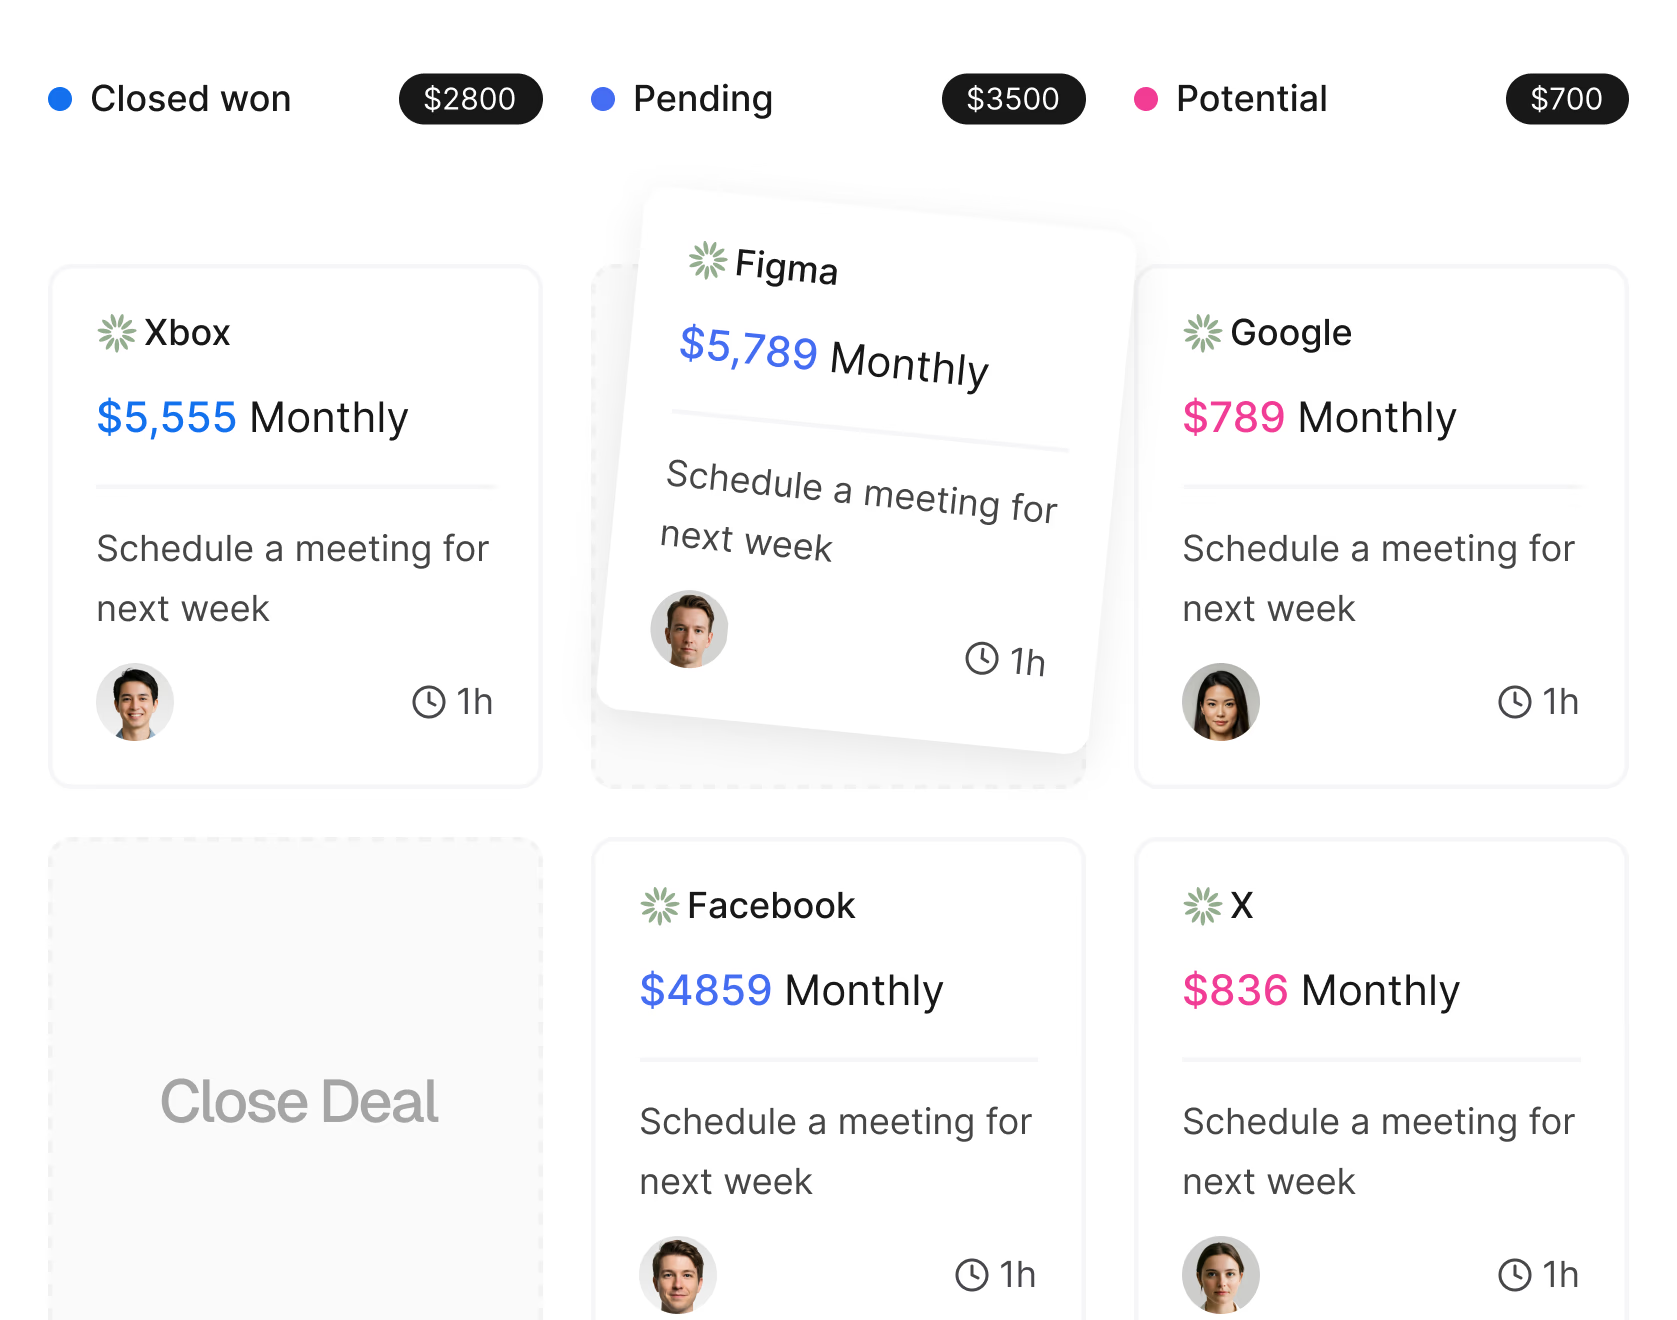 Closed won
$2800
Pending
$3500
Potential
$700
Xbox
$5,555 Monthly
Schedule a meeting for
next week
1h
Figma
$5,789 Monthly
Schedule a meeting for
next week
1h
Google
$789 Monthly
Schedule a meeting for
next week
1h
Close Deal
Facebook
$4859 Monthly
Schedule a meeting for
next week
1h
X
$836 Monthly
Schedule a meeting for
next week
1h